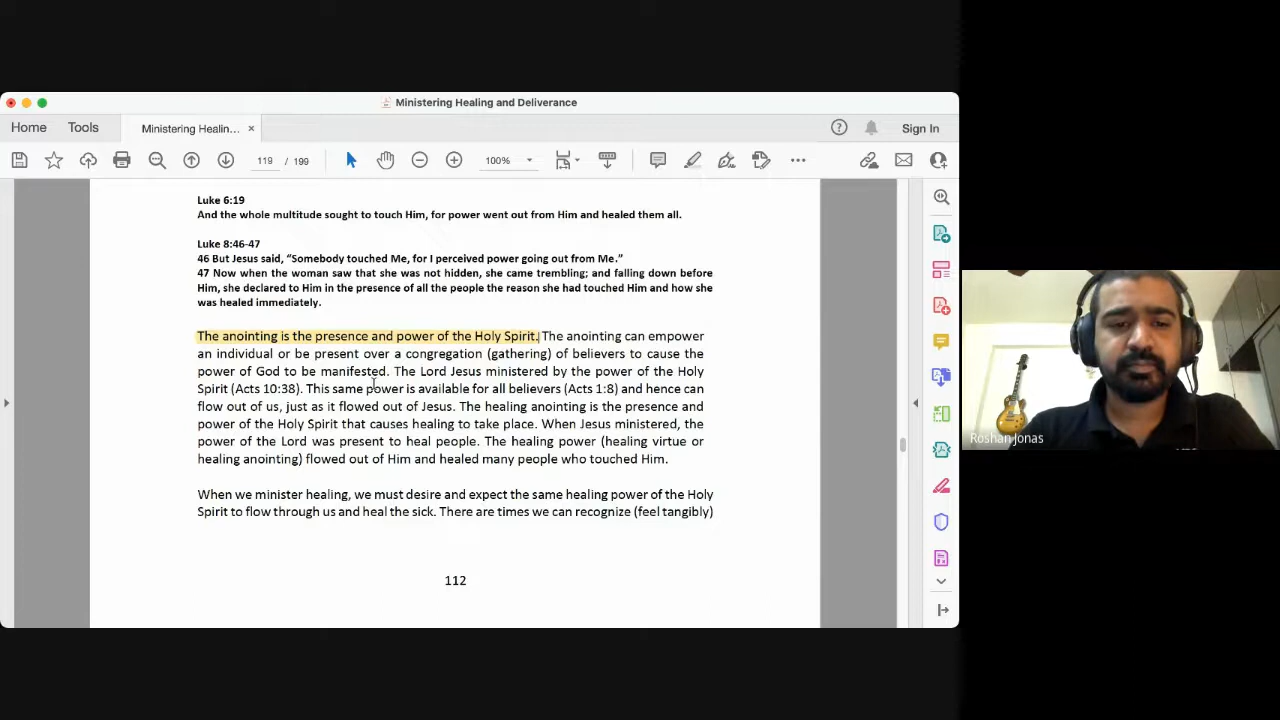 Ministering Healing and Deliverance
Home Tools Ministering Healin... × Sign In
119 / 199 100%
Luke 6:19
And the whole multitude sought to touch Him, for power went out from Him and healed them all.
Luke 8:46-47
46 But Jesus said, “Somebody touched Me, for I perceived power going out from Me.”
47 Now when the woman saw that she was not hidden, she came trembling; and falling down before
Him, she declared to Him in the presence of all the people the reason she had touched Him and how she
was healed immediately.
The anointing is the presence and power of the Holy Spirit. The anointing can empower
an individual or be present over a congregation (gathering) of believers to cause the
power of God to be manifested. The Lord Jesus ministered by the power of the Holy
Spirit (Acts 10:38). This same power is available for all believers (Acts 1:8) and hence can
flow out of us, just as it flowed out of Jesus. The healing anointing is the presence and
power of the Holy Spirit that causes healing to take place. When Jesus ministered, the
power of the Lord was present to heal people. The healing power (healing virtue or
healing anointing) flowed out of Him and healed many people who touched Him.
When we minister healing, we must desire and expect the same healing power of the Holy
Spirit to flow through us and heal the sick. There are times we can recognize (feel tangibly)
112
Roshan Jonas